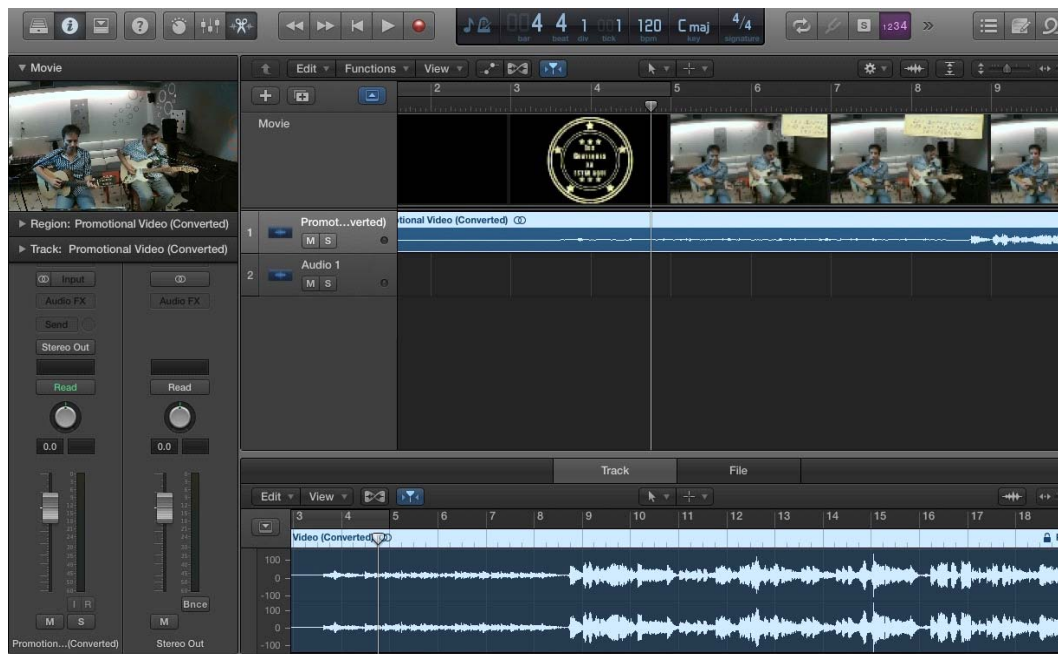 4 4 1 1 120 C maj 4/4
bar beat div tick bpm key signature
S 1234
Movie
Edit Functions View
2 3 4 5 6 7 8 9
Movie
Region: Promotional Video (Converted)
Track: Promotional Video (Converted)
1 Promot...verted)
M S
tional Video (Converted)
2 Audio 1
M S
Input
Audio FX Audio FX
Send
Stereo Out
Read Read
0.0 0.0
Track File
Edit View
3 4 5 6 7 8 9 10 11 12 13 14 15 16 17 18
Video (Converted)
100
0
-100
100
0
-100
I R
Bnce
M S M
Promotion...(Converted) Stereo Out